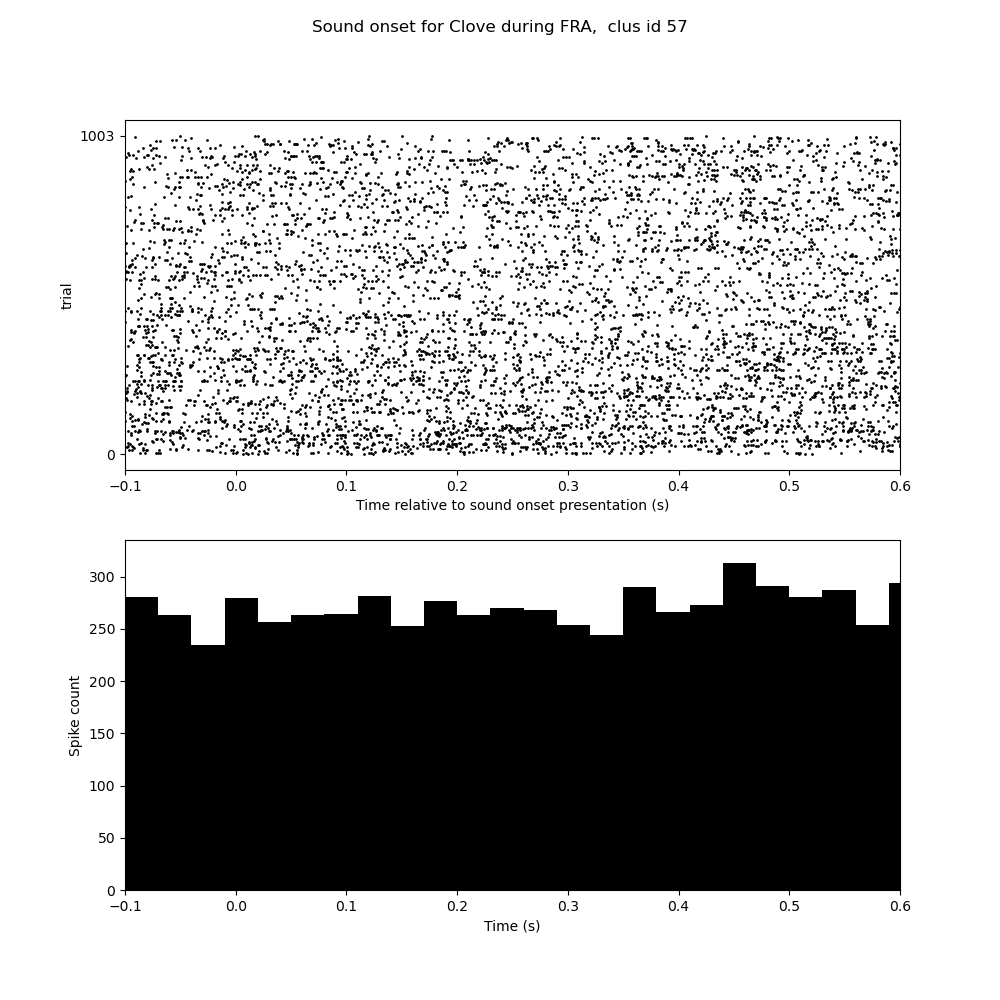 Sound onset for Clove during FRA,  clus id 57
1003
trial
0
−0.1 0.0 0.1 0.2 0.3 0.4 0.5 0.6
Time relative to sound onset presentation (s)
300
250
200
Spike count
150
100
50
0
−0.1 0.0 0.1 0.2 0.3 0.4 0.5 0.6
Time (s)